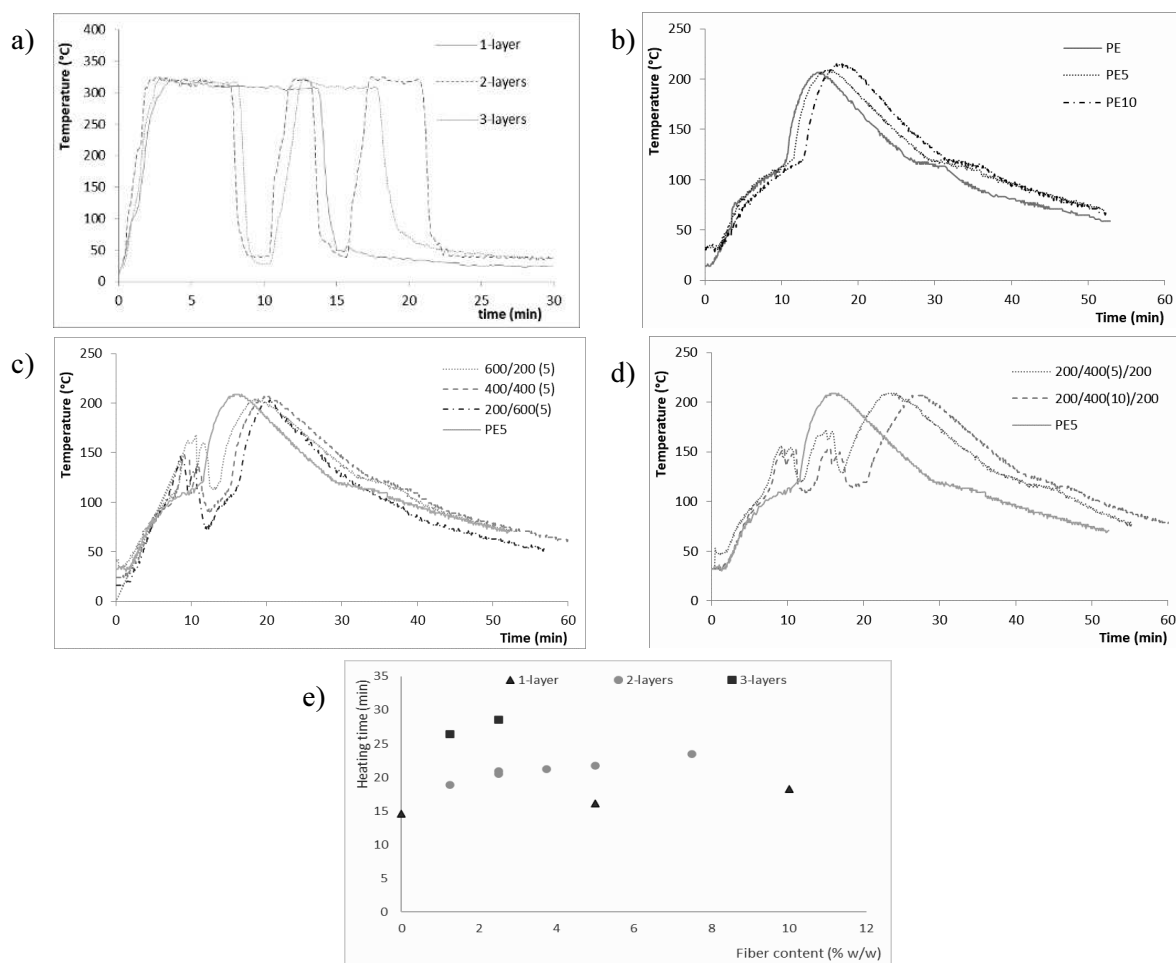 a)
Temperature (°C)
400
350
300
250
200
150
100
50
0
0 5 10 15 20 25 30
time (min)
1-layer
2-layers
3-layers
b)
Temperature (°C)
250
200
150
100
50
0
0 10 20 30 40 50 60
Time (min)
PE
PE5
PE10
c)
Temperature (°C)
250
200
150
100
50
0
0 10 20 30 40 50 60
Time (min)
600/200 (5)
400/400 (5)
200/600(5)
PE5
d)
Temperature (°C)
250
200
150
100
50
0
0 10 20 30 40 50 60
Time (min)
200/400(5)/200
200/400(10)/200
PE5
e)
Heating time (min)
35
30
25
20
15
10
5
0
0 2 4 6 8 10 12
Fiber content (% w/w)
1-layer 2-layers 3-layers